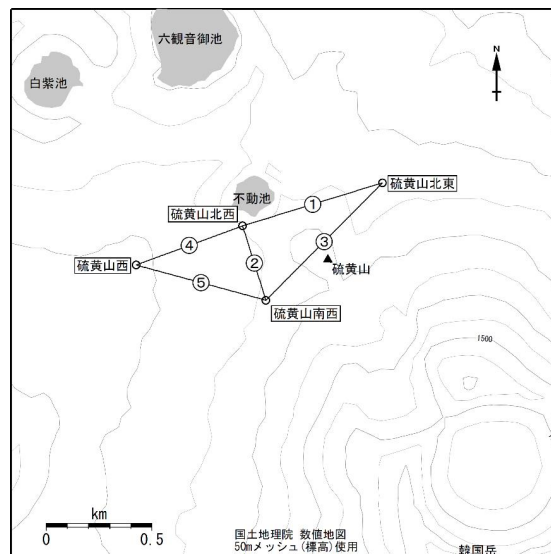 六観音御池
白紫池
N
不動池
硫黄山北東
①
硫黄山北西
③
④
②
硫黄山西
硫黄山
⑤
硫黄山南西
1500
km
0 0.5
国土地理院 数値地図
50mメッシュ(標高)使用
韓国岳